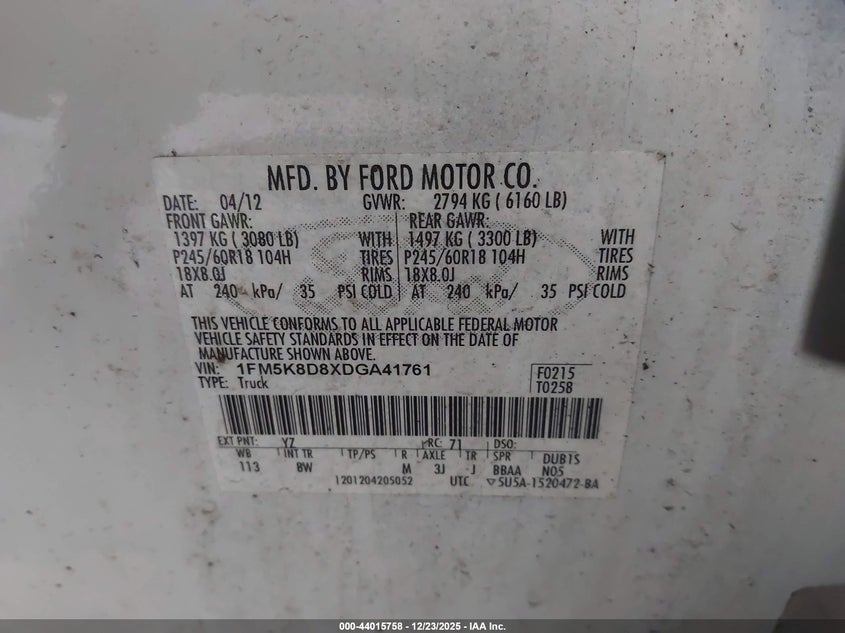 MFD. BY FORD MOTOR CO.
DATE: 04/12 GVWR: 2794 KG ( 6160 LB)
FRONT GAWR: REAR GAWR:
1397 KG ( 3080 LB) WITH 1497 KG ( 3300 LB) WITH
P245/60R18 104H TIRES P245/60R18 104H TIRES
18X8.0J RIMS 18X8.0J RIMS
AT 240 kPa/ 35 PSI COLD AT 240 kPa/ 35 PSI COLD
THIS VEHICLE CONFORMS TO ALL APPLICABLE FEDERAL MOTOR
VEHICLE SAFETY STANDARDS IN EFFECT ON THE DATE OF
MANUFACTURE SHOWN ABOVE.
VIN: 1FM5K8D8XDGA41761 F0215
TYPE: Truck T0258
EXT PNT: YZ RC: 71 DSO:
WB INT TR TP/PS R AXLE TR SPR DUB1S
113 8W M 3J J BBAA N05
1201204205052 UTC ▽5U5A-1520472-BA
000-44015758 - 12/23/2025 - IAA Inc.